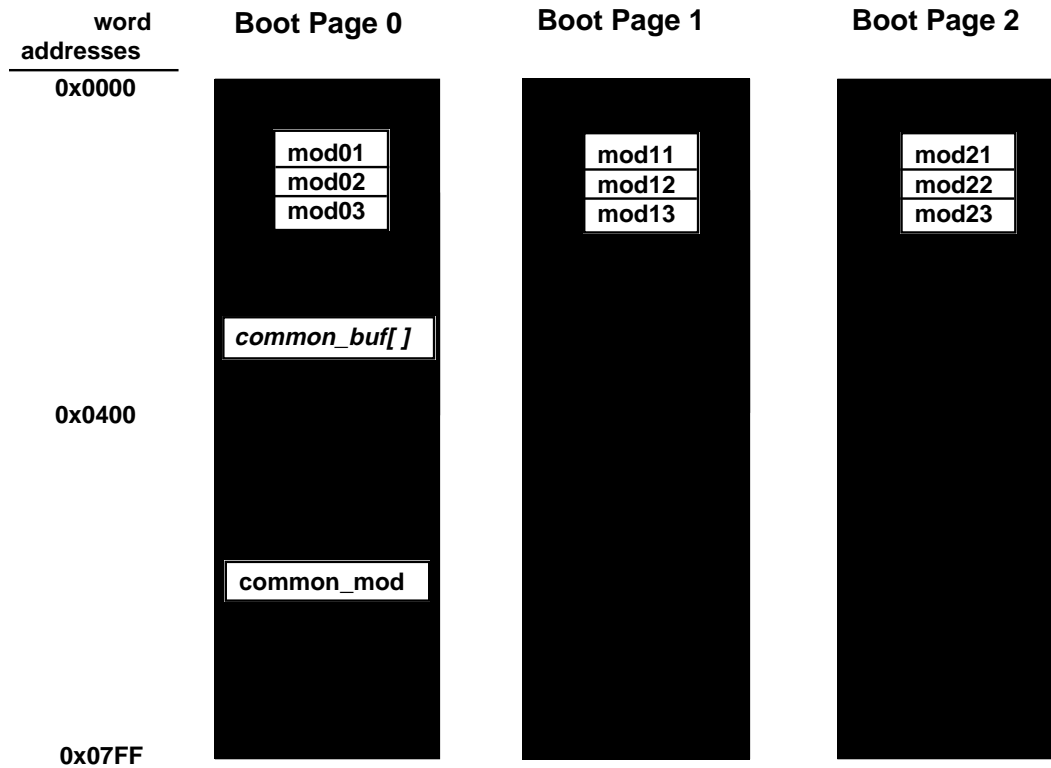 word
addresses
Boot Page 0
Boot Page 1
Boot Page 2
0x0000
mod01
mod02
mod03
mod11
mod12
mod13
mod21
mod22
mod23
common_buf[ ]
0x0400
common_mod
0x07FF